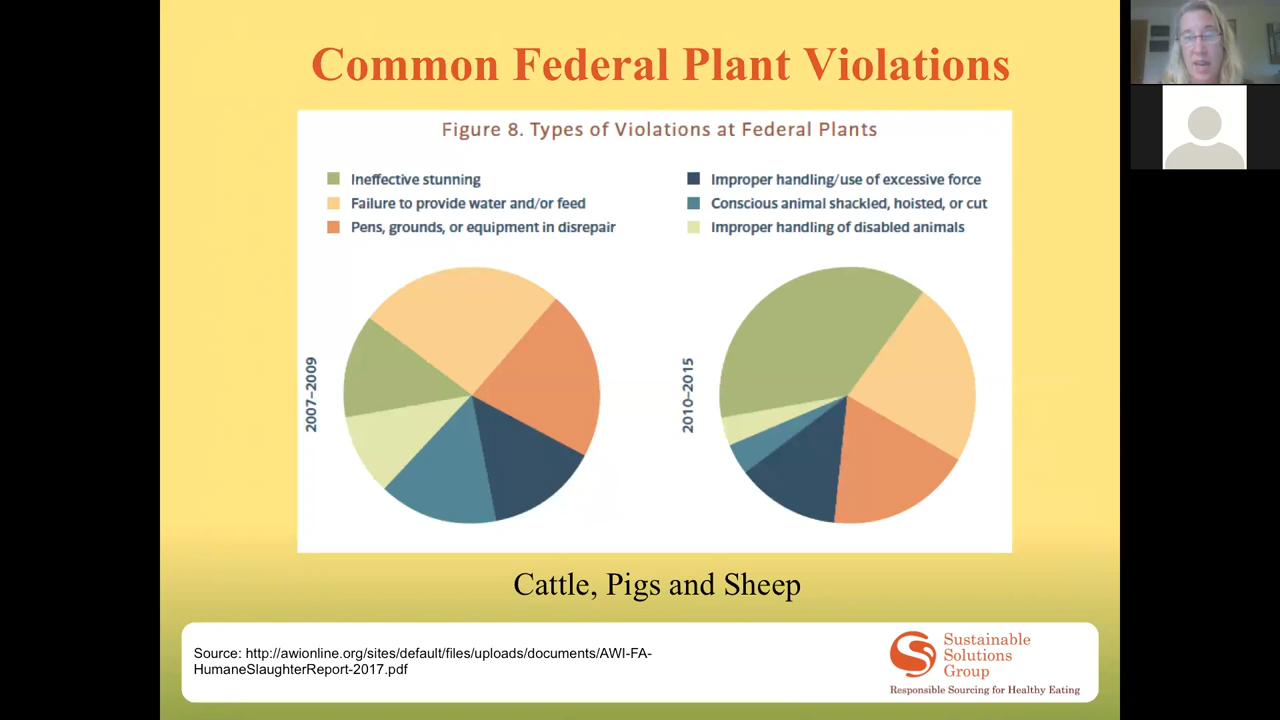 Common Federal Plant Violations
Figure 8. Types of Violations at Federal Plants
Ineffective stunning
Failure to provide water and/or feed
Pens, grounds, or equipment in disrepair
Improper handling/use of excessive force
Conscious animal shackled, hoisted, or cut
Improper handling of disabled animals
2007–2009
2010–2015
Cattle, Pigs and Sheep
Source: http://awionline.org/sites/default/files/uploads/documents/AWI-FA-
HumaneSlaughterReport-2017.pdf
Sustainable
Solutions
Group
Responsible Sourcing for Healthy Eating